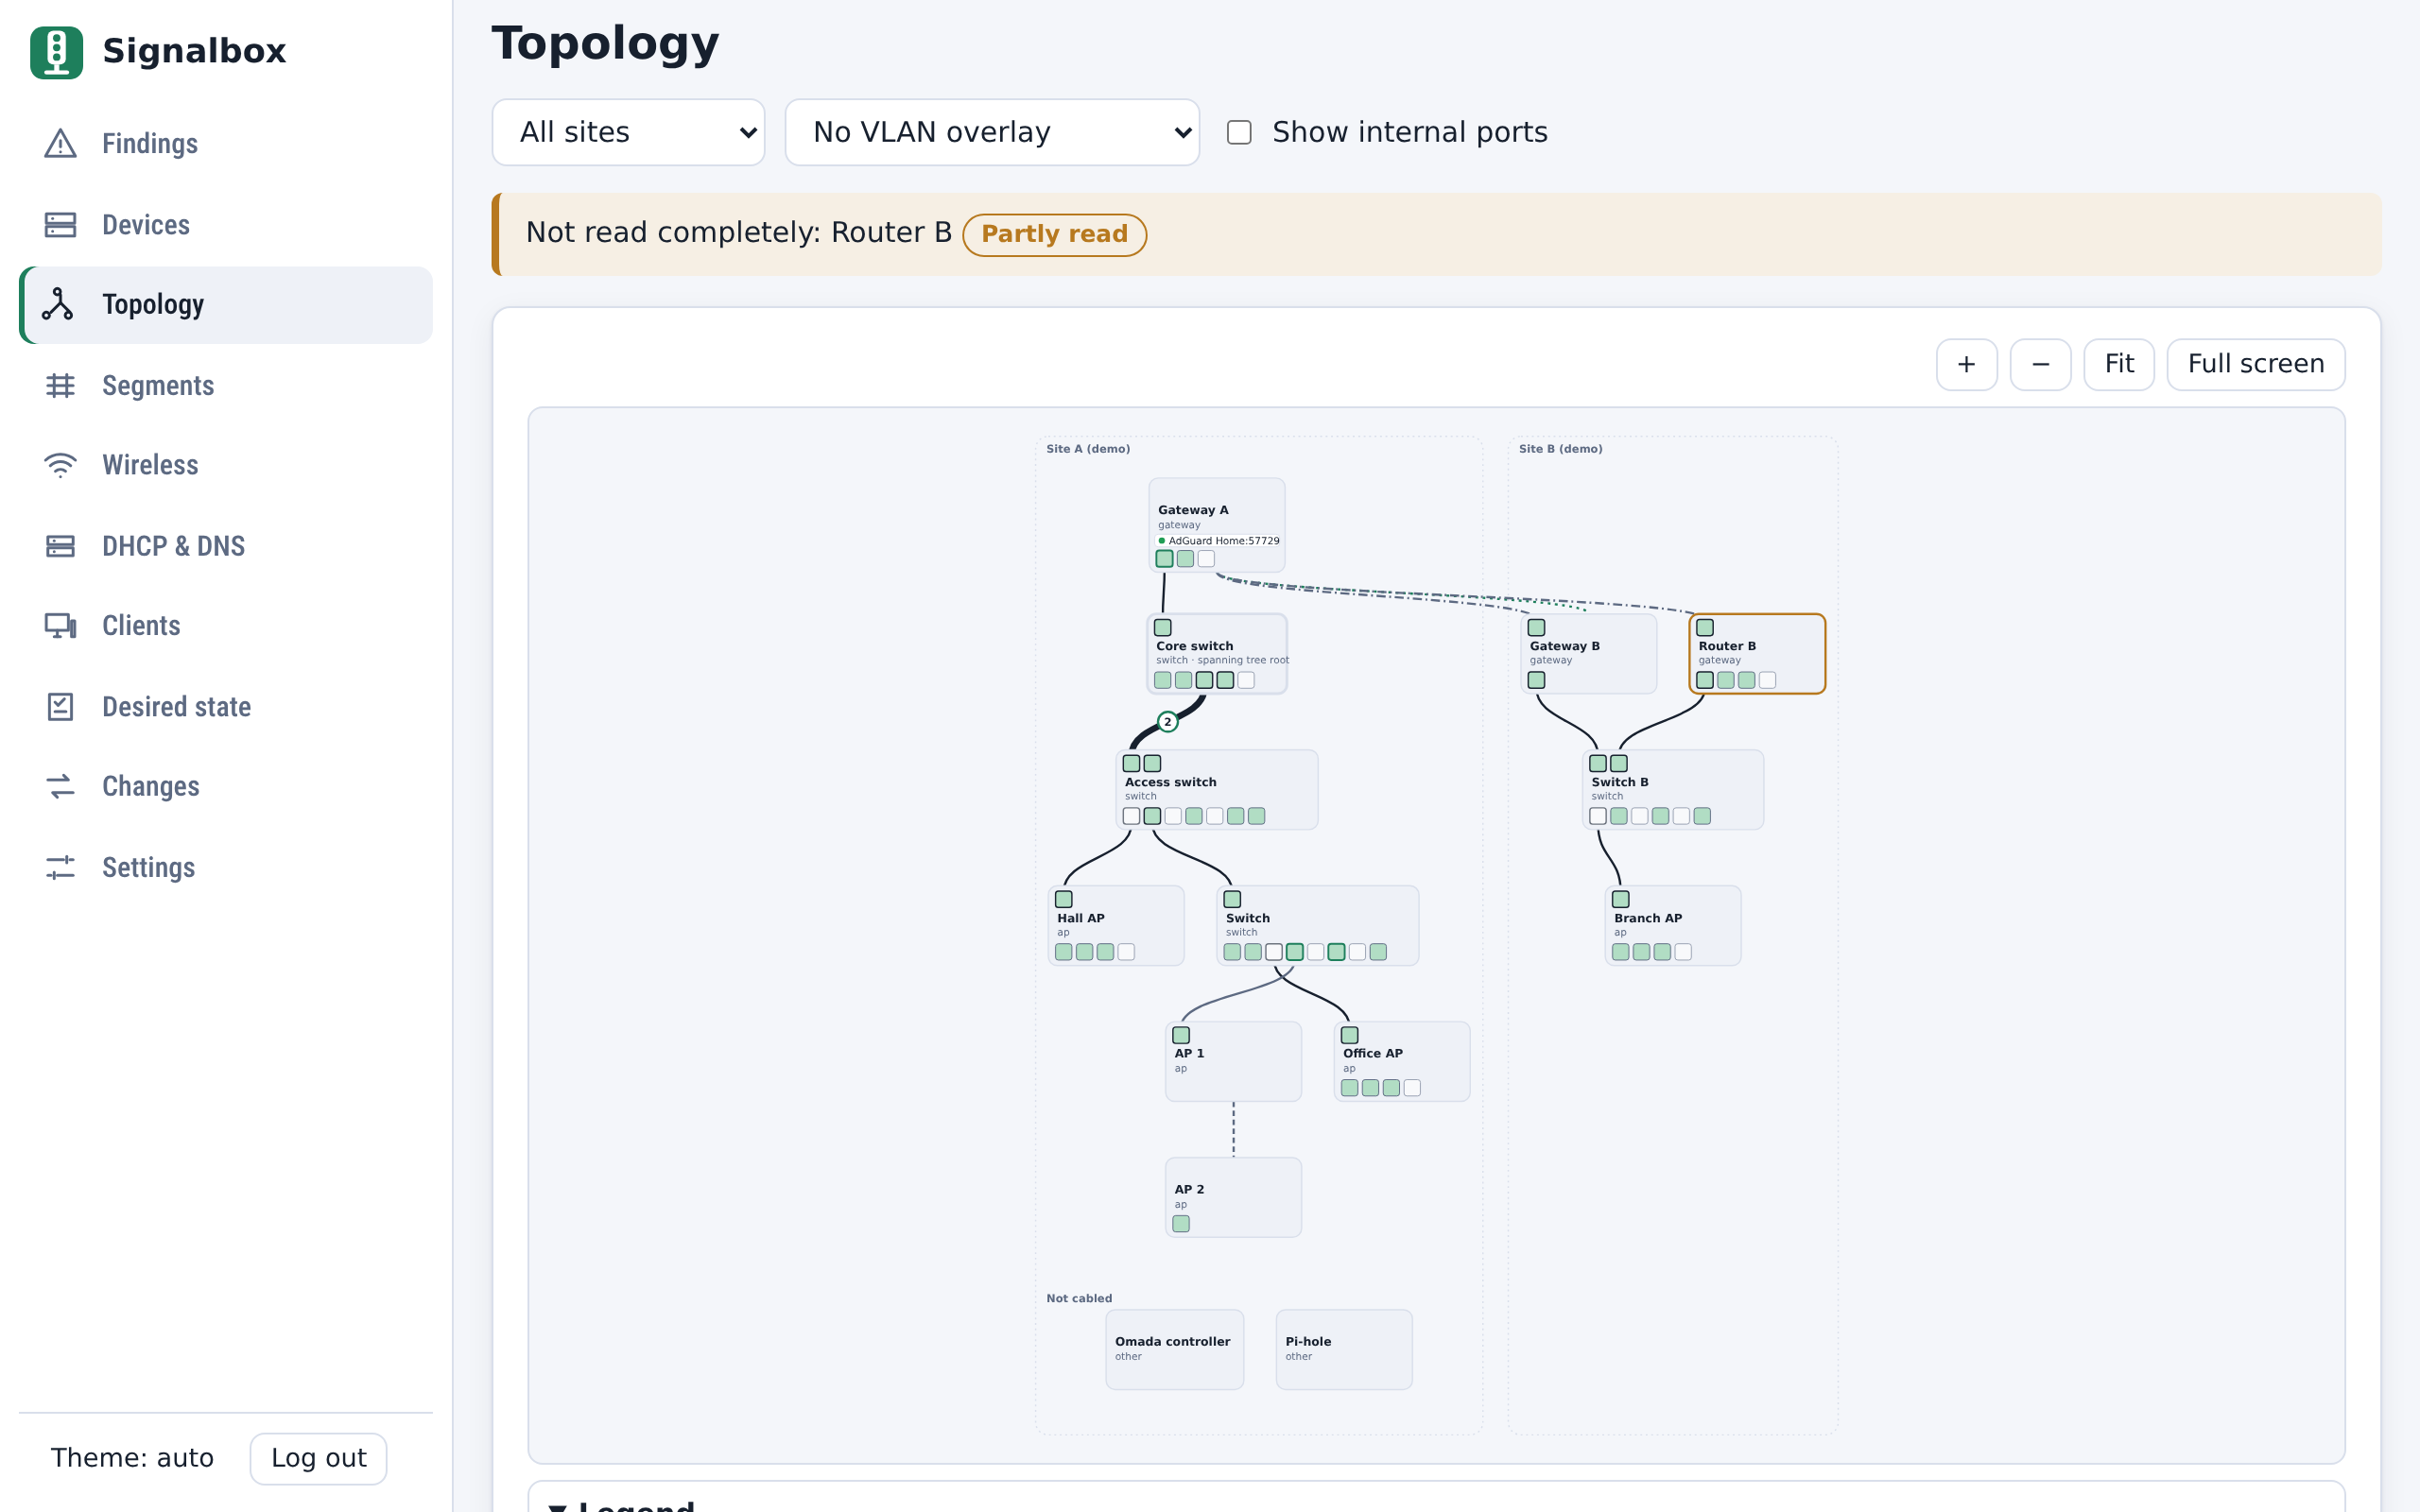 Signalbox
Findings
Devices
Topology
Segments
Wireless
DHCP & DNS
Clients
Desired state
Changes
Settings
Theme: auto
Log out
Topology
All sites
No VLAN overlay
Show internal ports
Not read completely: Router B Partly read
+
−
Fit
Full screen
Site A (demo)
Gateway A
gateway
AdGuard Home:57729
Core switch
switch · spanning tree root
2
Access switch
switch
Hall AP
ap
Switch
switch
AP 1
ap
Office AP
ap
AP 2
ap
Not cabled
Omada controller
other
Pi-hole
other
Site B (demo)
Gateway B
gateway
Router B
gateway
Switch B
switch
Branch AP
ap
Legend